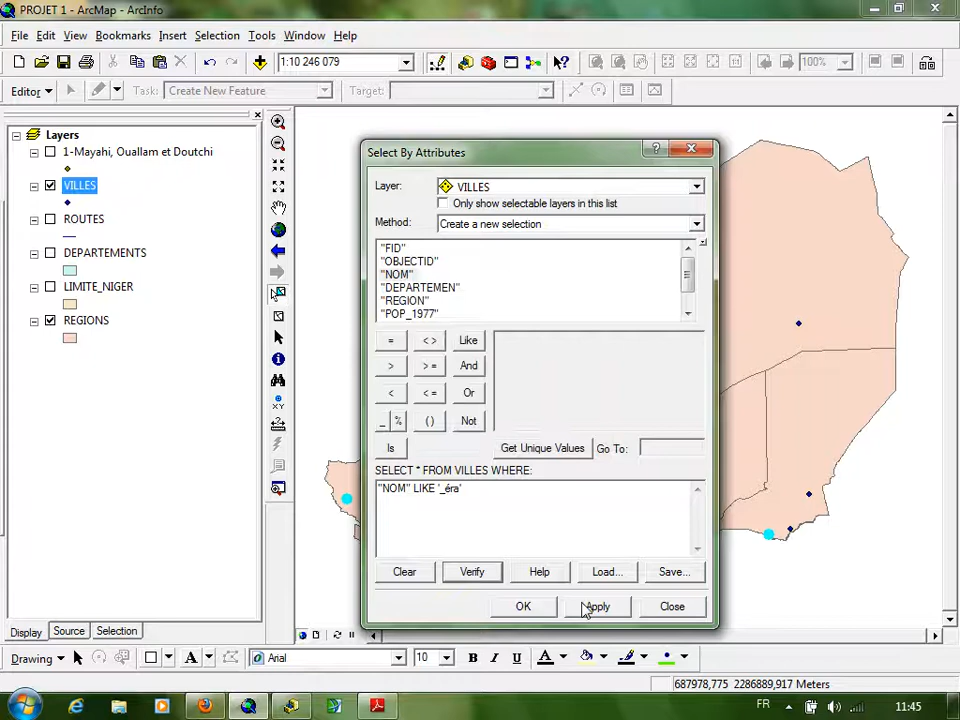 PROJET 1 - ArcMap - ArcInfo
File Edit View Bookmarks Insert Selection Tools Window Help
1:10 246 079
100%
Editor Task: Create New Feature Target:
Layers
1-Mayahi, Ouallam et Doutchi
VILLES
ROUTES
DEPARTEMENTS
LIMITE_NIGER
REGIONS
Select By Attributes
Layer: VILLES
Only show selectable layers in this list
Method: Create a new selection
"FID"
"OBJECTID"
"NOM"
"DEPARTEMEN"
"REGION"
"POP_1977"
= < > Like
> > = And
< < = Or
_ % ( ) Not
Is Get Unique Values Go To:
SELECT * FROM VILLES WHERE:
"NOM" LIKE '_éra'
Clear Verify Help Load... Save...
OK Apply Close
Display Source Selection
Drawing A Arial 10 B I U A
687978,775 2286889,917 Meters
FR 11:45